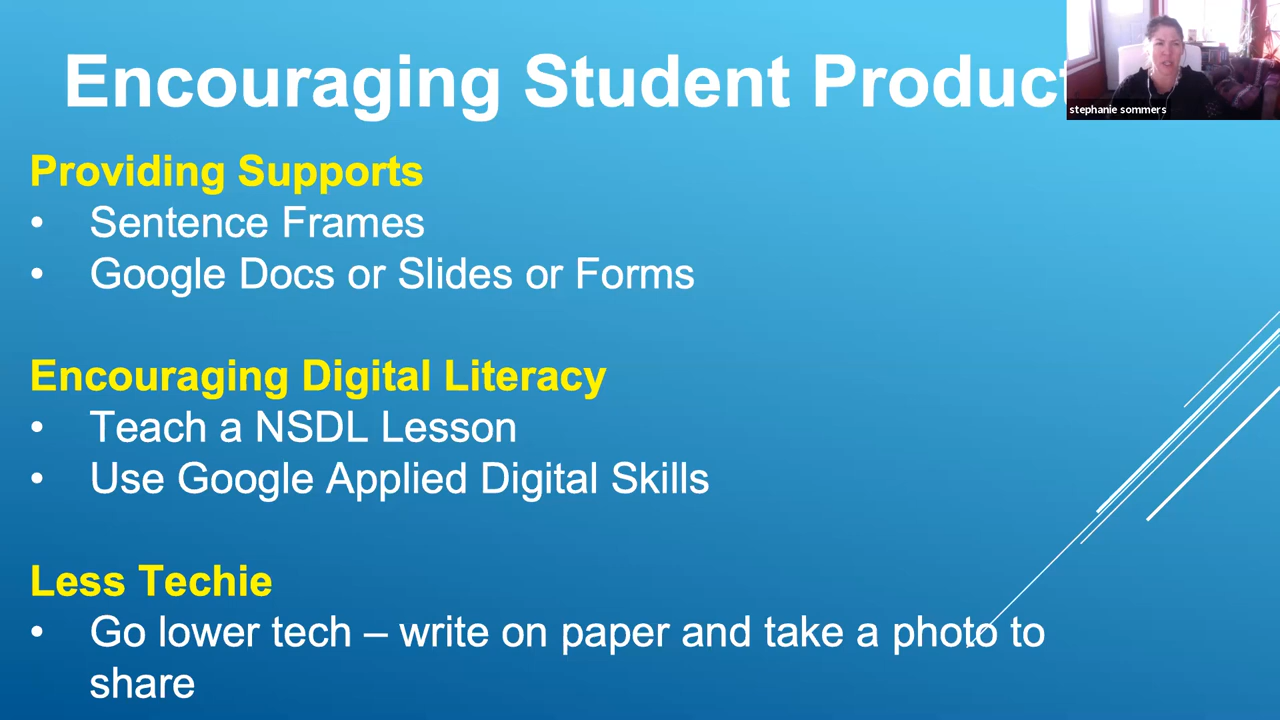 Encouraging Student Product
stephanie sommers
Providing Supports
• Sentence Frames
• Google Docs or Slides or Forms
Encouraging Digital Literacy
• Teach a NSDL Lesson
• Use Google Applied Digital Skills
Less Techie
• Go lower tech – write on paper and take a photo to
share